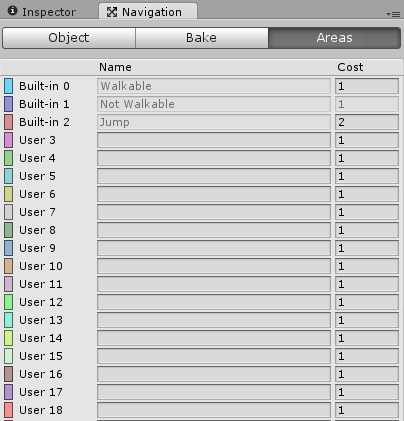 Inspector Navigation
Object Bake Areas
Name Cost
Built-in 0 Walkable 1
Built-in 1 Not Walkable 1
Built-in 2 Jump 2
User 3 1
User 4 1
User 5 1
User 6 1
User 7 1
User 8 1
User 9 1
User 10 1
User 11 1
User 12 1
User 13 1
User 14 1
User 15 1
User 16 1
User 17 1
User 18 1